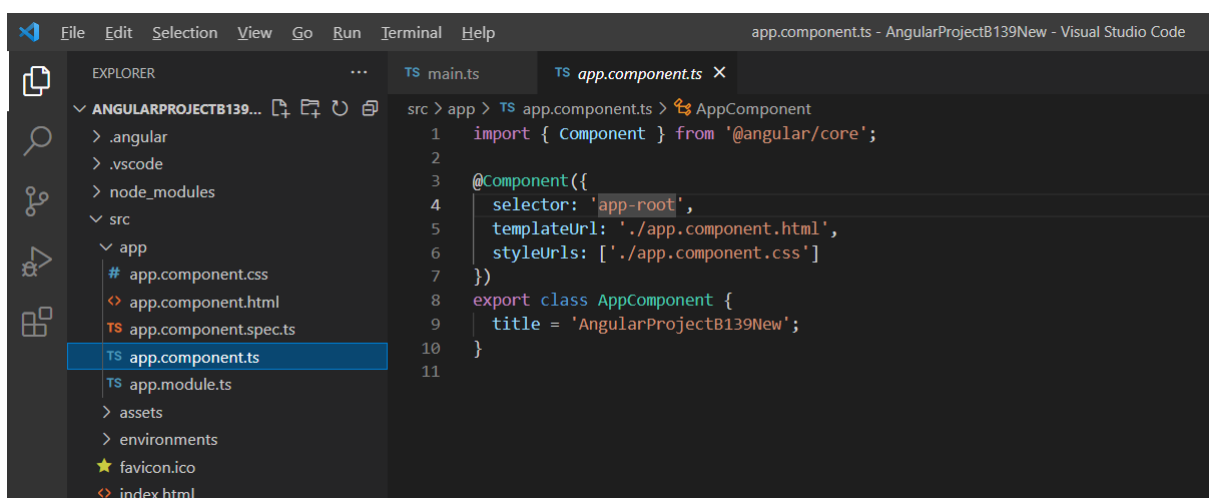 File Edit Selection View Go Run Terminal Help app.component.ts - AngularProjectB139New - Visual Studio Code
EXPLORER ...
ANGULARPROJECTB139...
.angular
.vscode
node_modules
src
app
# app.component.css
<> app.component.html
TS app.component.spec.ts
TS app.component.ts
TS app.module.ts
assets
environments
favicon.ico
<> index.html
TS main.ts TS app.component.ts ×
src > app > TS app.component.ts > AppComponent
1 import { Component } from '@angular/core';
2
3 @Component({
4 selector: 'app-root',
5 templateUrl: './app.component.html',
6 styleUrls: ['./app.component.css']
7 })
8 export class AppComponent {
9 title = 'AngularProjectB139New';
10 }
11